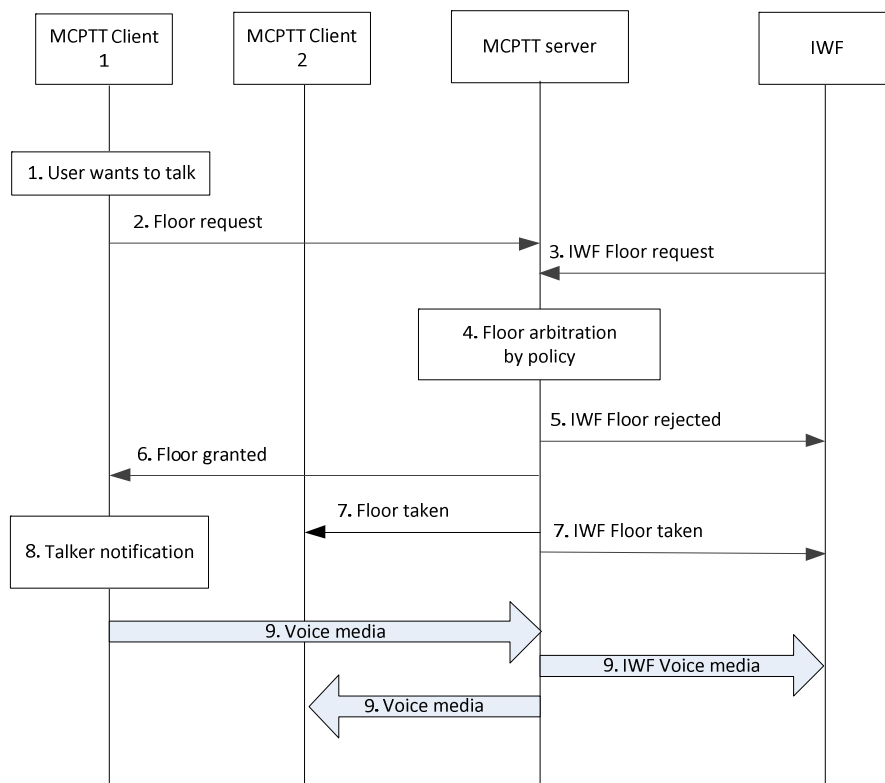 MCPTT Client
1
MCPTT Client
2
MCPTT server
IWF
1. User wants to talk
2. Floor request
3. IWF Floor request
4. Floor arbitration
by policy
5. IWF Floor rejected
6. Floor granted
7. Floor taken
7. IWF Floor taken
8. Talker notification
9. Voice media
9. IWF Voice media
9. Voice media